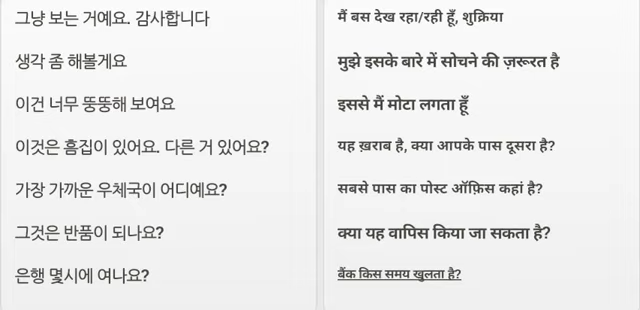 그냥 보는 거예요. 감사합니다
मैं बस देख रहा/रही हूँ, शुक्रिया
생각 좀 해볼게요
मुझे इसके बारे में सोचने की ज़रूरत है
이건 너무 뚱뚱해 보여요
इससे मैं मोटा लगता हूँ
이것은 흠집이 있어요. 다른 거 있어요?
यह ख़राब है, क्या आपके पास दूसरा है?
가장 가까운 우체국이 어디예요?
सबसे पास का पोस्ट ऑफ़िस कहां है?
그것은 반품이 되나요?
क्या यह वापिस किया जा सकता है?
은행 몇시에 여나요?
बैंक किस समय खुलता है?